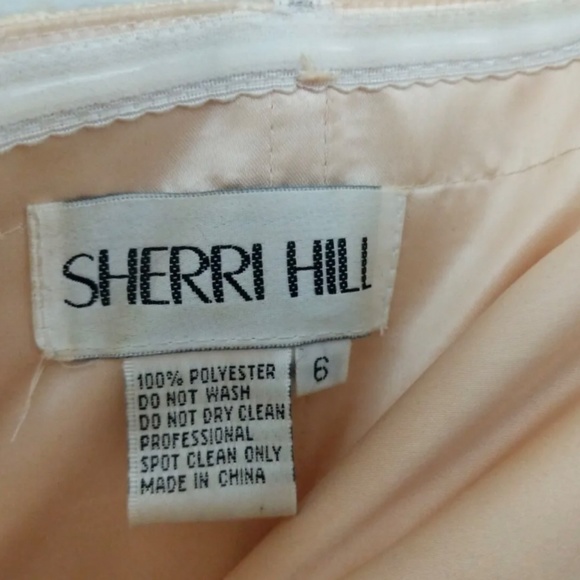 SHERRI HILL
6
100% POLYESTER
DO NOT WASH
DO NOT DRY CLEAN
PROFESSIONAL
SPOT CLEAN ONLY
MADE IN CHINA